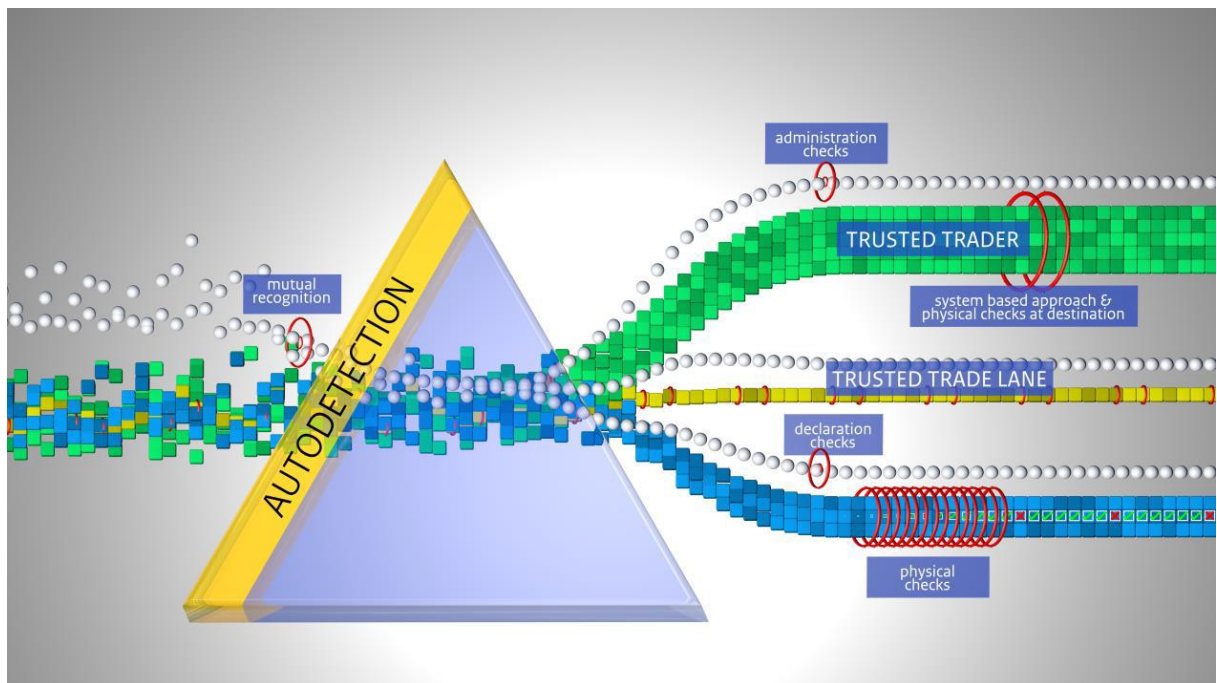 administration
checks
TRUSTED TRADER
mutual
recognition
system based approach &
physical checks at destination
AUTODETECTION
TRUSTED TRADE LANE
declaration
checks
physical
checks